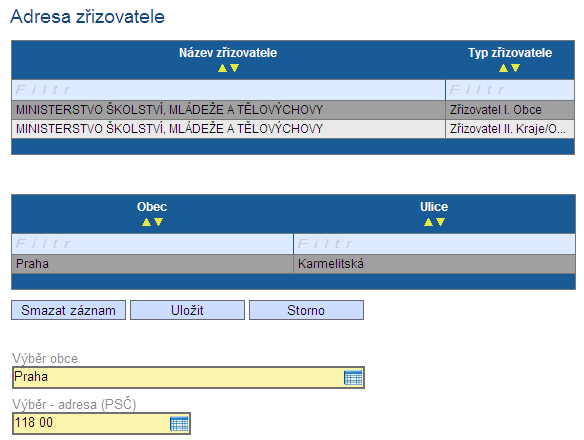 Adresa zřizovatele
Název zřizovatele Typ zřizovatele
Filtr Filtr
MINISTERSTVO ŠKOLSTVÍ, MLÁDEŽE A TĚLOVÝCHOVY Zřizovatel I. Obce
MINISTERSTVO ŠKOLSTVÍ, MLÁDEŽE A TĚLOVÝCHOVY Zřizovatel II. Kraje/O...
Obec Ulice
Filtr Filtr
Praha Karmelitská
Smazat záznam Uložit Storno
Výběr obce
Praha
Výběr - adresa (PSČ)
118 00